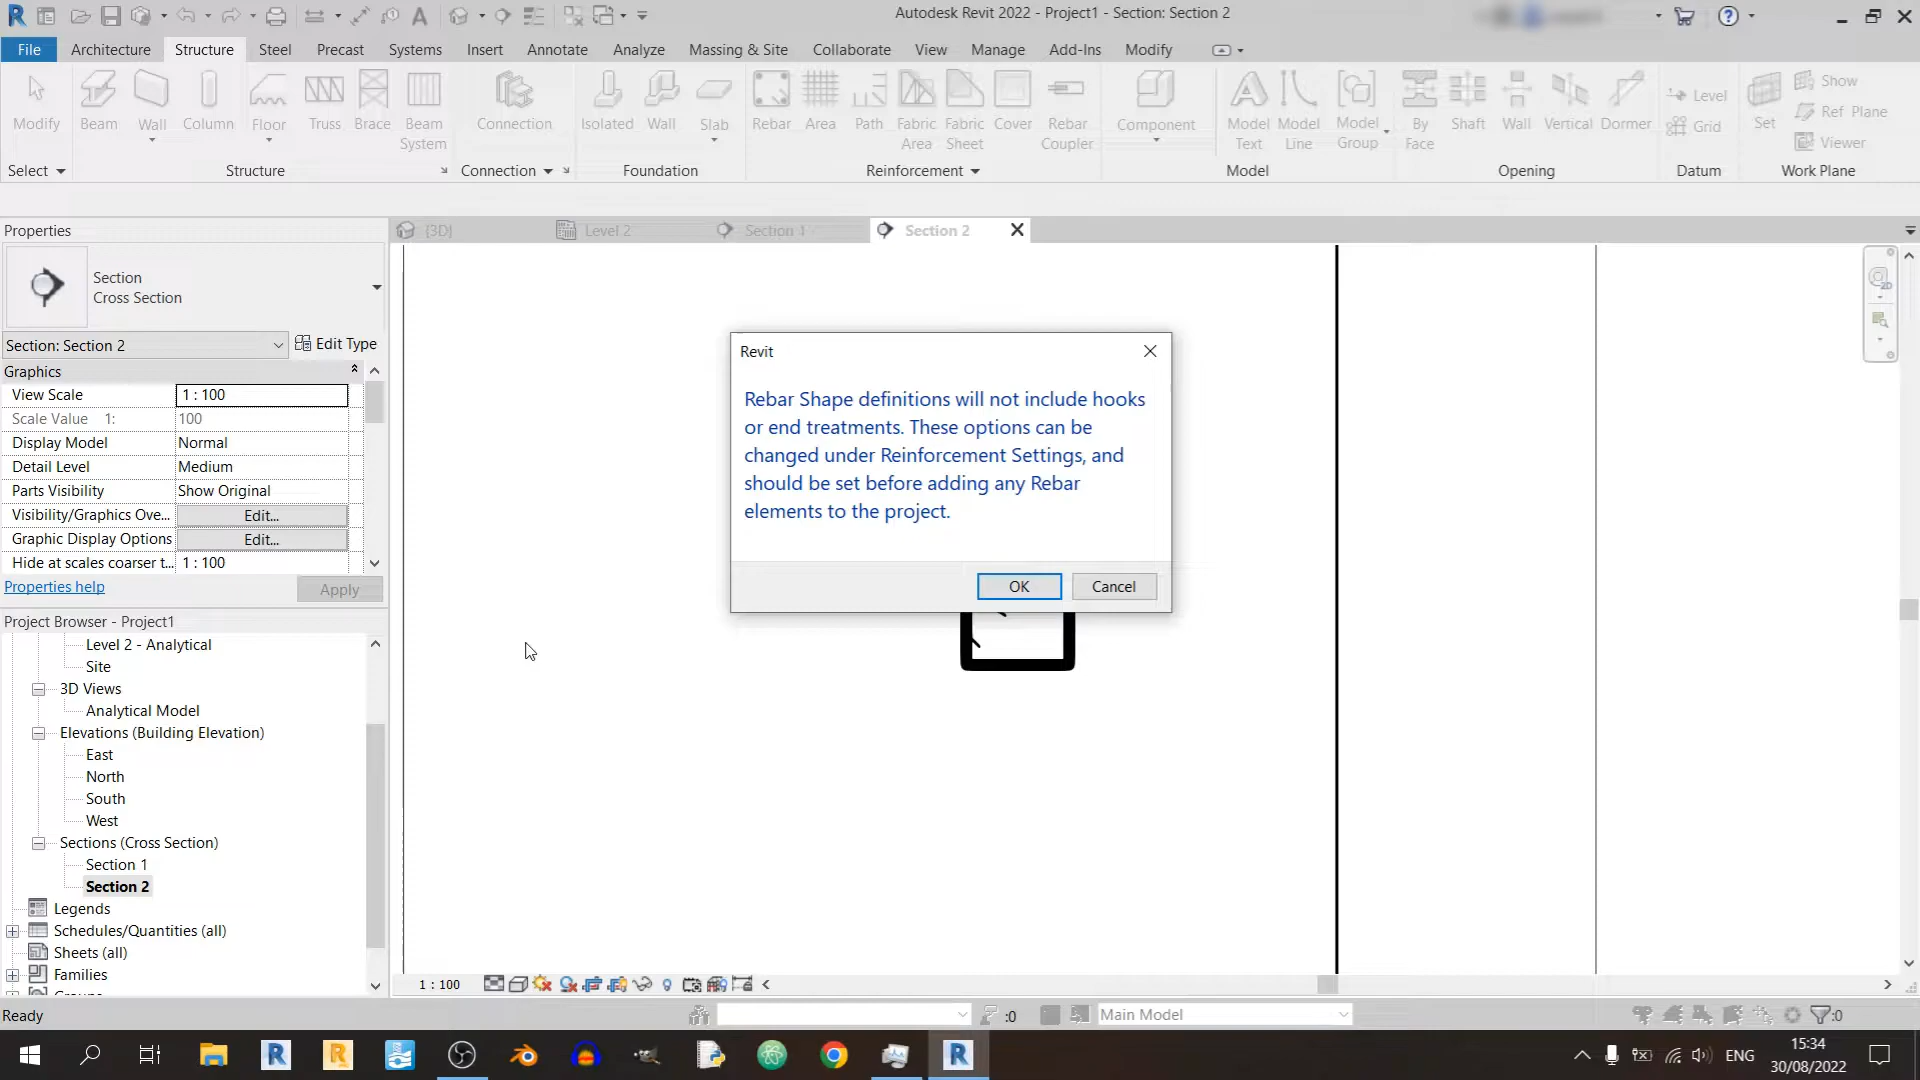 Autodesk Revit 2022 - Project1 - Section: Section 2
File Architecture Structure Steel Precast Systems Insert Annotate Analyze Massing & Site Collaborate View Manage Add-Ins Modify
Modify Beam Wall Column Floor Truss Brace Beam System Connection Isolated Wall Slab Rebar Area Path Fabric Area Fabric Sheet Cover Rebar Coupler Component Model Text Model Line Model Group By Face Shaft Wall Vertical Dormer Level Grid Set Show Ref Plane Viewer
Select Structure Connection Foundation Reinforcement Model Opening Datum Work Plane
Properties
{3D} Level 2 Section 1 Section 2
Section
Cross Section
Section: Section 2 Edit Type
Graphics
View Scale 1 : 100
Scale Value 1: 100
Display Model Normal
Detail Level Medium
Parts Visibility Show Original
Visibility/Graphics Ove... Edit...
Graphic Display Options Edit...
Hide at scales coarser t... 1 : 100
Properties help Apply
Revit
Rebar Shape definitions will not include hooks
or end treatments. These options can be
changed under Reinforcement Settings, and
should be set before adding any Rebar
elements to the project.
OK Cancel
Project Browser - Project1
Level 2 - Analytical
Site
3D Views
Analytical Model
Elevations (Building Elevation)
East
North
South
West
Sections (Cross Section)
Section 1
Section 2
Legends
Schedules/Quantities (all)
Sheets (all)
Families
1 : 100
Ready
:0
Main Model
:0
ENG
15:34
30/08/2022